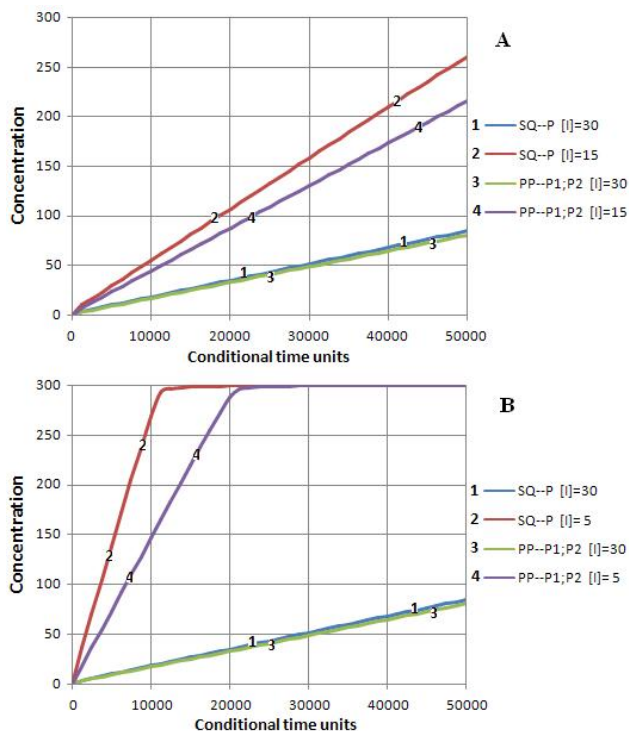 A
300
250
200
150
100
50
0
Concentration
0 10000 20000 30000 40000 50000
Conditional time units
2
2
4
4
1
1
3
3
1 SQ--P [I]=30
2 SQ--P [I]=15
3 PP--P1;P2 [I]=30
4 PP--P1;P2 [I]=15
B
300
250
200
150
100
50
0
Concentration
0 10000 20000 30000 40000 50000
Conditional time units
2
2
4
4
1
1
3
3
1 SQ--P [I]=30
2 SQ--P [I]= 5
3 PP--P1;P2 [I]=30
4 PP--P1;P2 [I]= 5